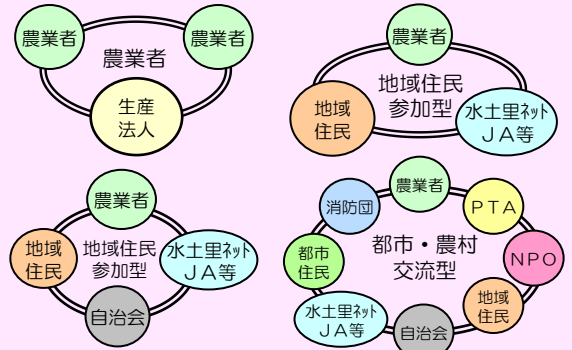 農業者
農業者
農業者
生産
法人
農業者
地域住民
参加型
地域
住民
水土里ネット
ＪＡ等
農業者
地域
住民
地域住民
参加型
水土里ネット
ＪＡ等
自治会
農業者
消防団
ＰＴＡ
都市・農村
交流型
都市
住民
ＮＰＯ
水土里ネット
ＪＡ等
地域
住民
自治会